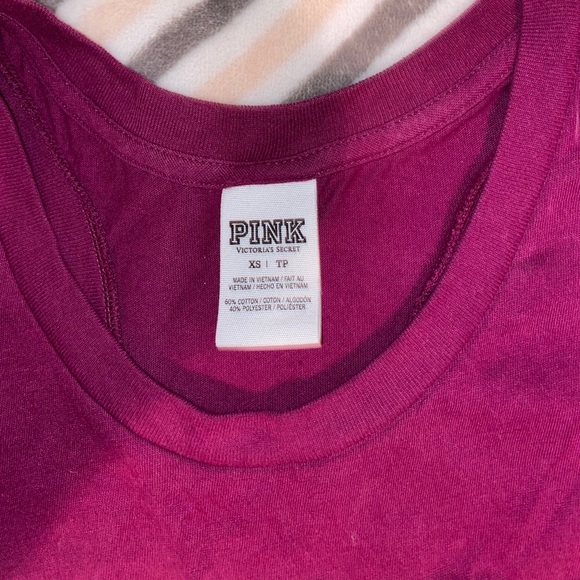 PINK
VICTORIA'S SECRET
XS | TP
MADE IN VIETNAM / FAIT AU
VIETNAM / HECHO EN VIETNAM
60% COTTON / COTON / ALGODÓN
40% POLYESTER / POLIÉSTER